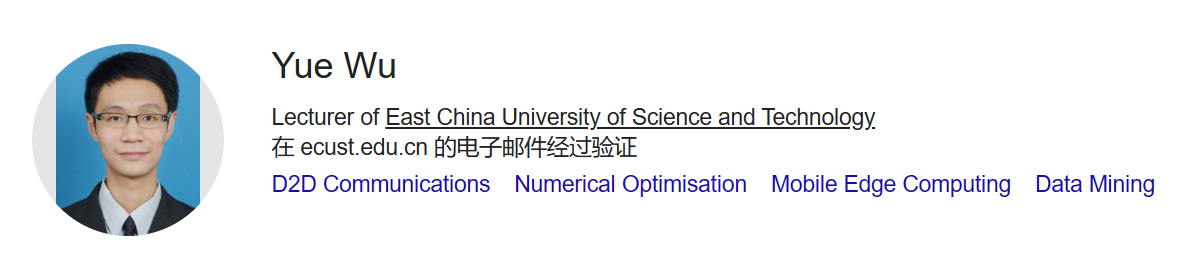 Yue Wu
Lecturer of East China University of Science and Technology
在 ecust.edu.cn 的电子邮件经过验证
D2D Communications Numerical Optimisation Mobile Edge Computing Data Mining